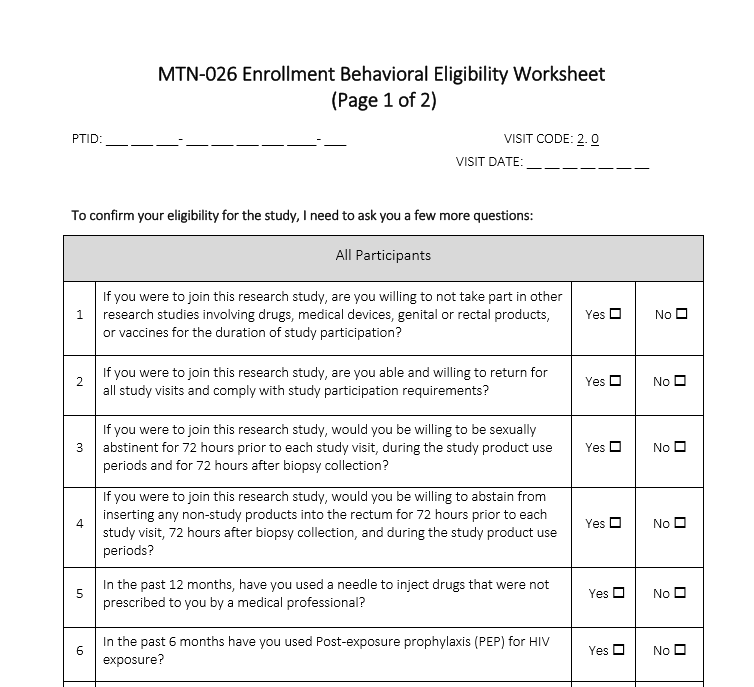 MTN-026 Enrollment Behavioral Eligibility Worksheet
(Page 1 of 2)
PTID: ___ ___ ___- ___ ___ ___ ___ ____- ___
VISIT CODE: 2. 0
VISIT DATE: __ __ __ __ __ __ __
To confirm your eligibility for the study, I need to ask you a few more questions:
All Participants
1
If you were to join this research study, are you willing to not take part in other
research studies involving drugs, medical devices, genital or rectal products,
or vaccines for the duration of study participation?
Yes ☐
No ☐
2
If you were to join this research study, are you able and willing to return for
all study visits and comply with study participation requirements?
Yes ☐
No ☐
3
If you were to join this research study, would you be willing to be sexually
abstinent for 72 hours prior to each study visit, during the study product use
periods and for 72 hours after biopsy collection?
Yes ☐
No ☐
4
If you were to join this research study, would you be willing to abstain from
inserting any non-study products into the rectum for 72 hours prior to each
study visit, 72 hours after biopsy collection, and during the study product use
periods?
Yes ☐
No ☐
5
In the past 12 months, have you used a needle to inject drugs that were not
prescribed to you by a medical professional?
Yes ☐
No ☐
6
In the past 6 months have you used Post-exposure prophylaxis (PEP) for HIV
exposure?
Yes ☐
No ☐